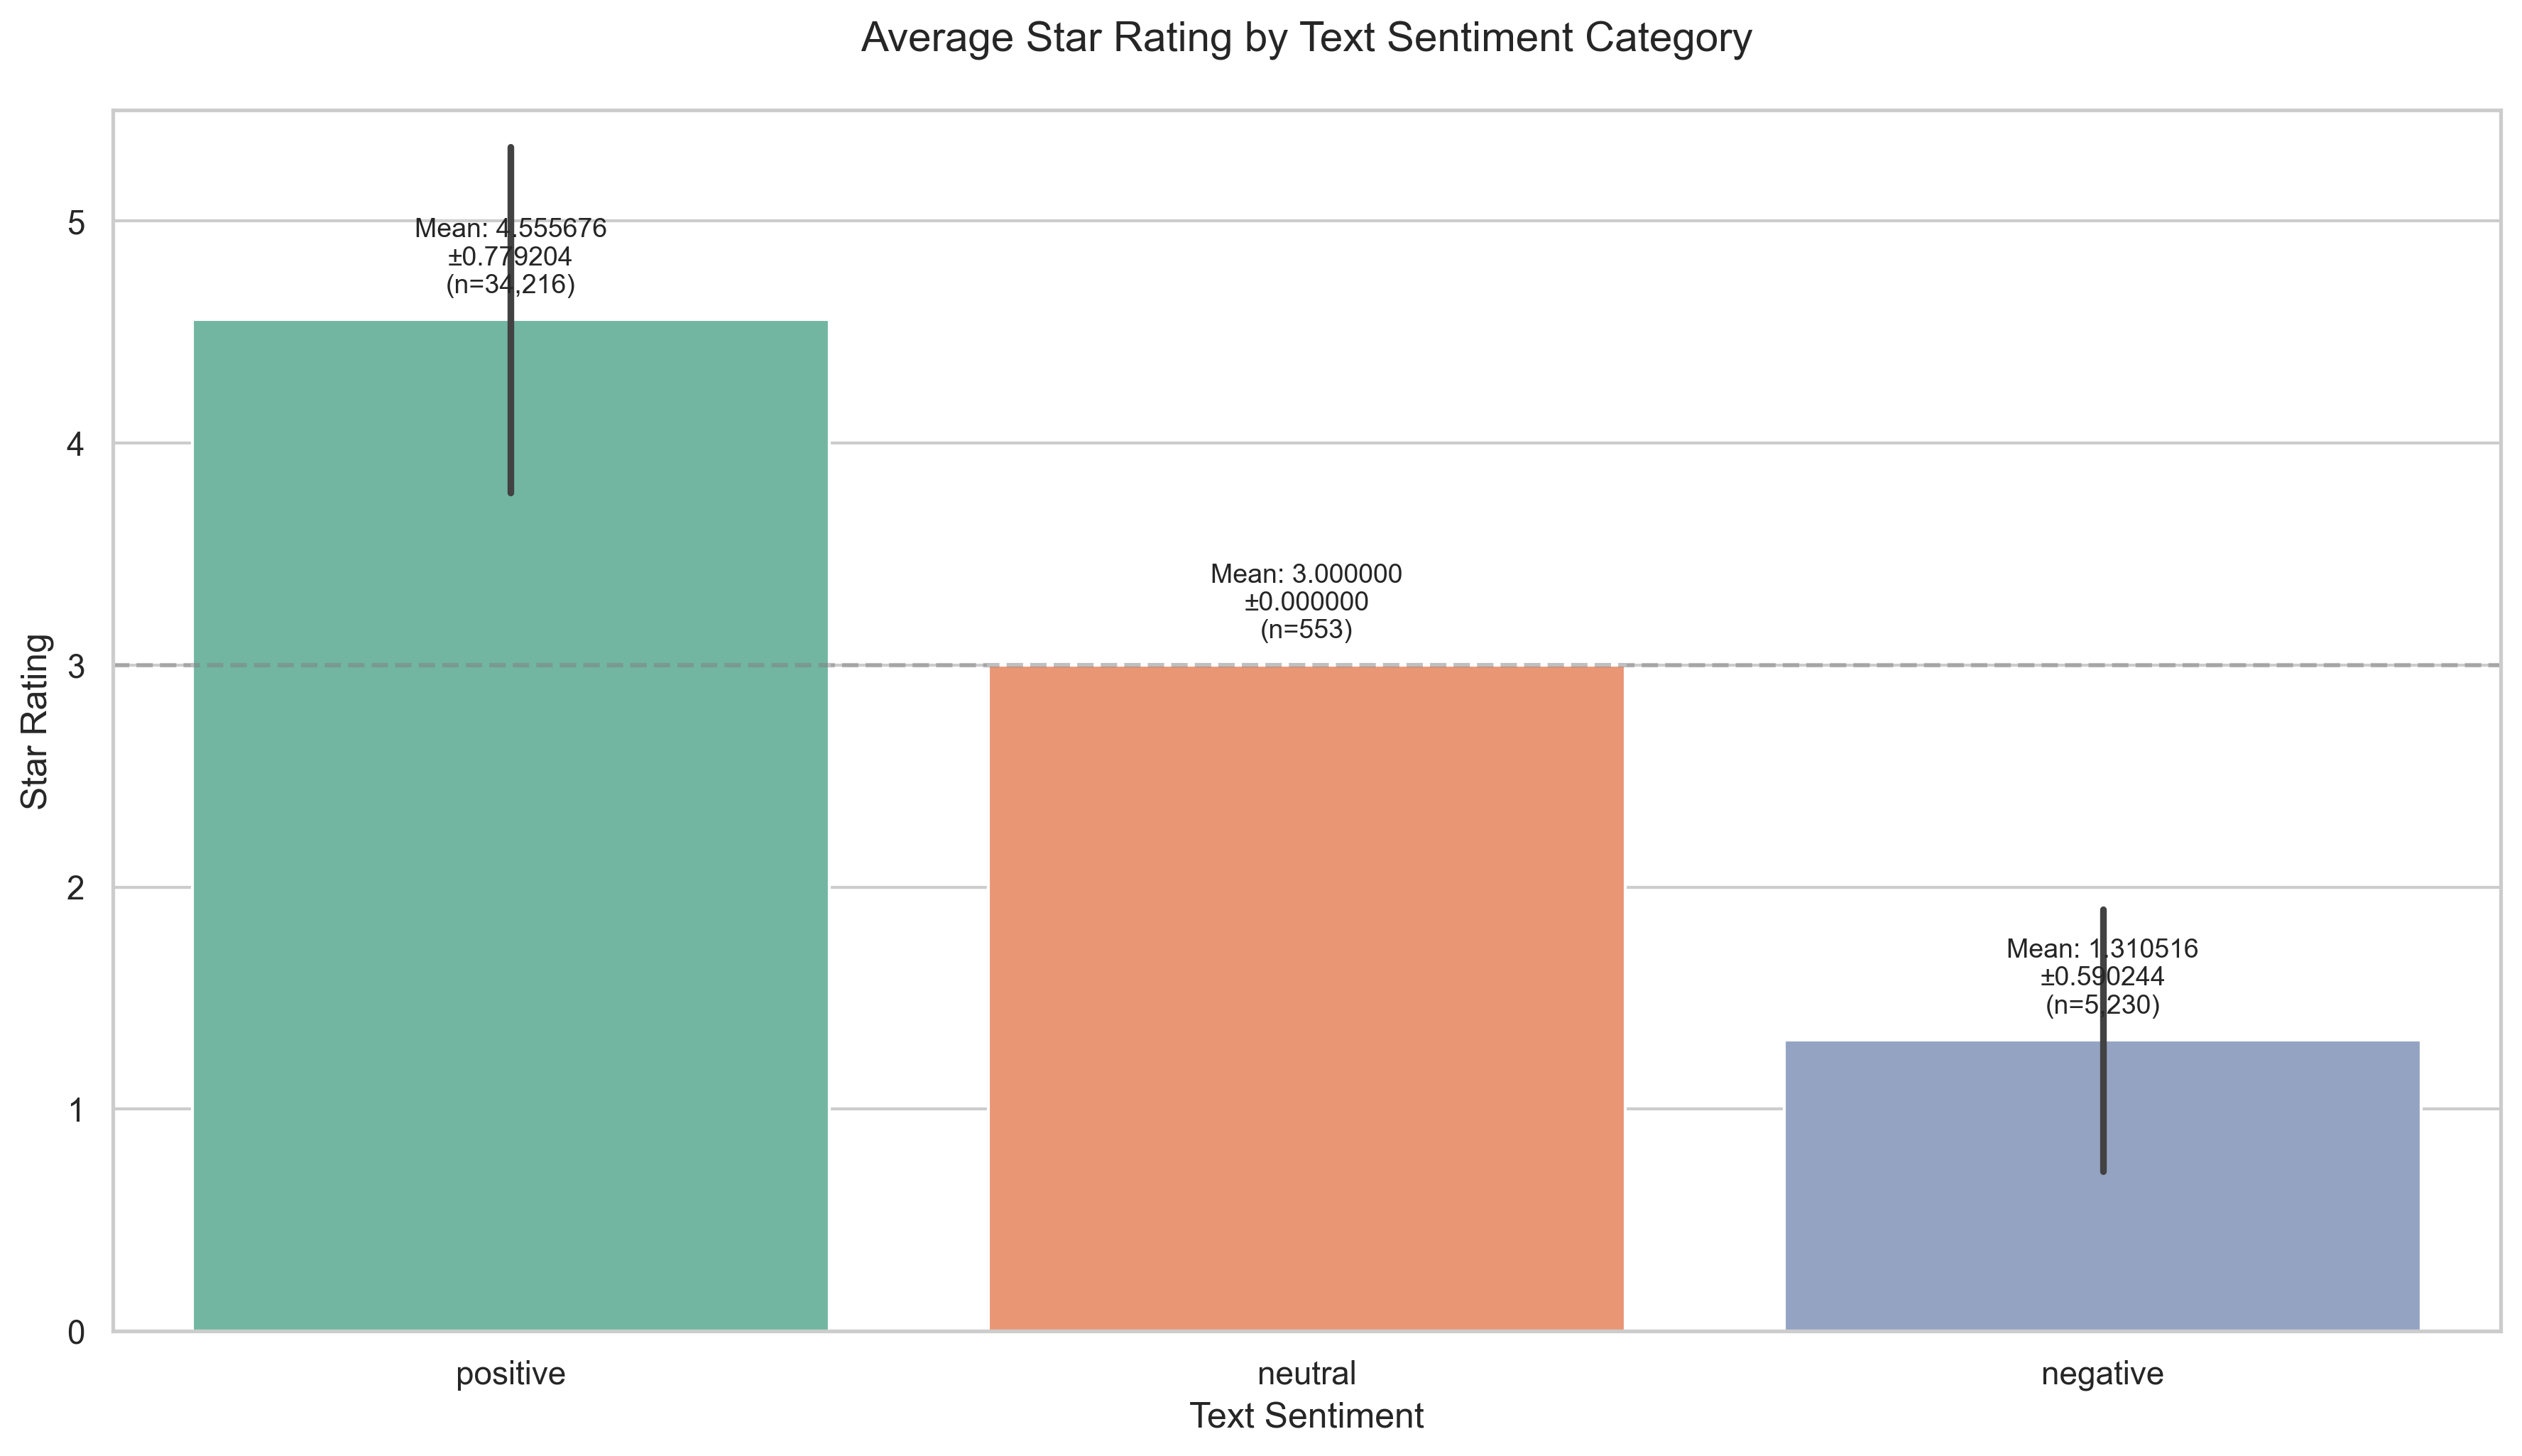 Average Star Rating by Text Sentiment Category
Star Rating
5
4
3
2
1
0
Mean: 4.555676
±0.779204
(n=34,216)
Mean: 3.000000
±0.000000
(n=553)
Mean: 1.310516
±0.590244
(n=5,230)
positive
neutral
negative
Text Sentiment